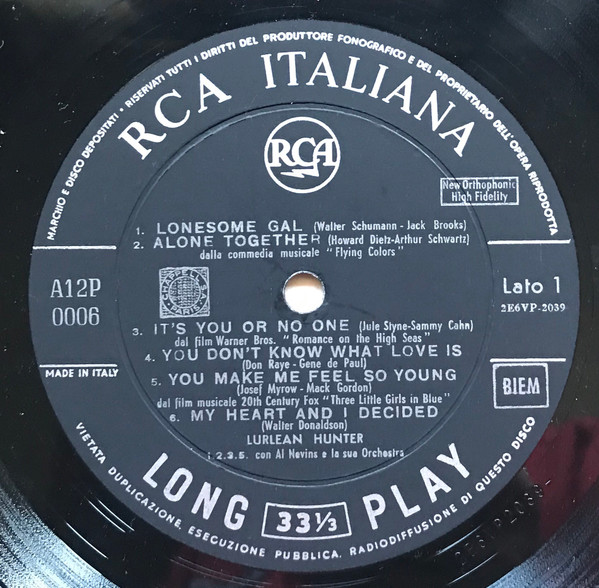 MARCHIO E DISCO DEPOSITATI • RISERVATI TUTTI I DIRITTI DEL PRODUTTORE FONOGRAFICO E DEL PROPRIETARIO DELL'OPERA RIPRODOTTA
RCA ITALIANA
RCA
New Orthophonic
High Fidelity
1. LONESOME GAL (Walter Schumann - Jack Brooks)
2. ALONE TOGETHER (Howard Dietz-Arthur Schwartz)
dalla commedia musicale "Flying Colors"
A12P
0006
CHAPPELL S.A.
PARIS
Lato 1
2E6VP-2039
3. IT'S YOU OR NO ONE (Jule Styne-Sammy Cahn)
dal film Warner Bros. "Romance on the High Seas"
4. YOU DON'T KNOW WHAT LOVE IS
(Don Raye - Gene de Paul)
MADE IN ITALY
5. YOU MAKE ME FEEL SO YOUNG
(Josef Myrow - Mack Gordon)
BIEM
dal film musicale 20th Century Fox "Three Little Girls in Blue"
6. MY HEART AND I DECIDED
(Walter Donaldson)
LURLEAN HUNTER
1.2.3.5. con Al Nevins e la sua Orchestra
LONG 33⅓ PLAY
VIETATA DUPLICAZIONE, ESECUZIONE PUBBLICA, RADIODIFFUSIONE DI QUESTO DISCO